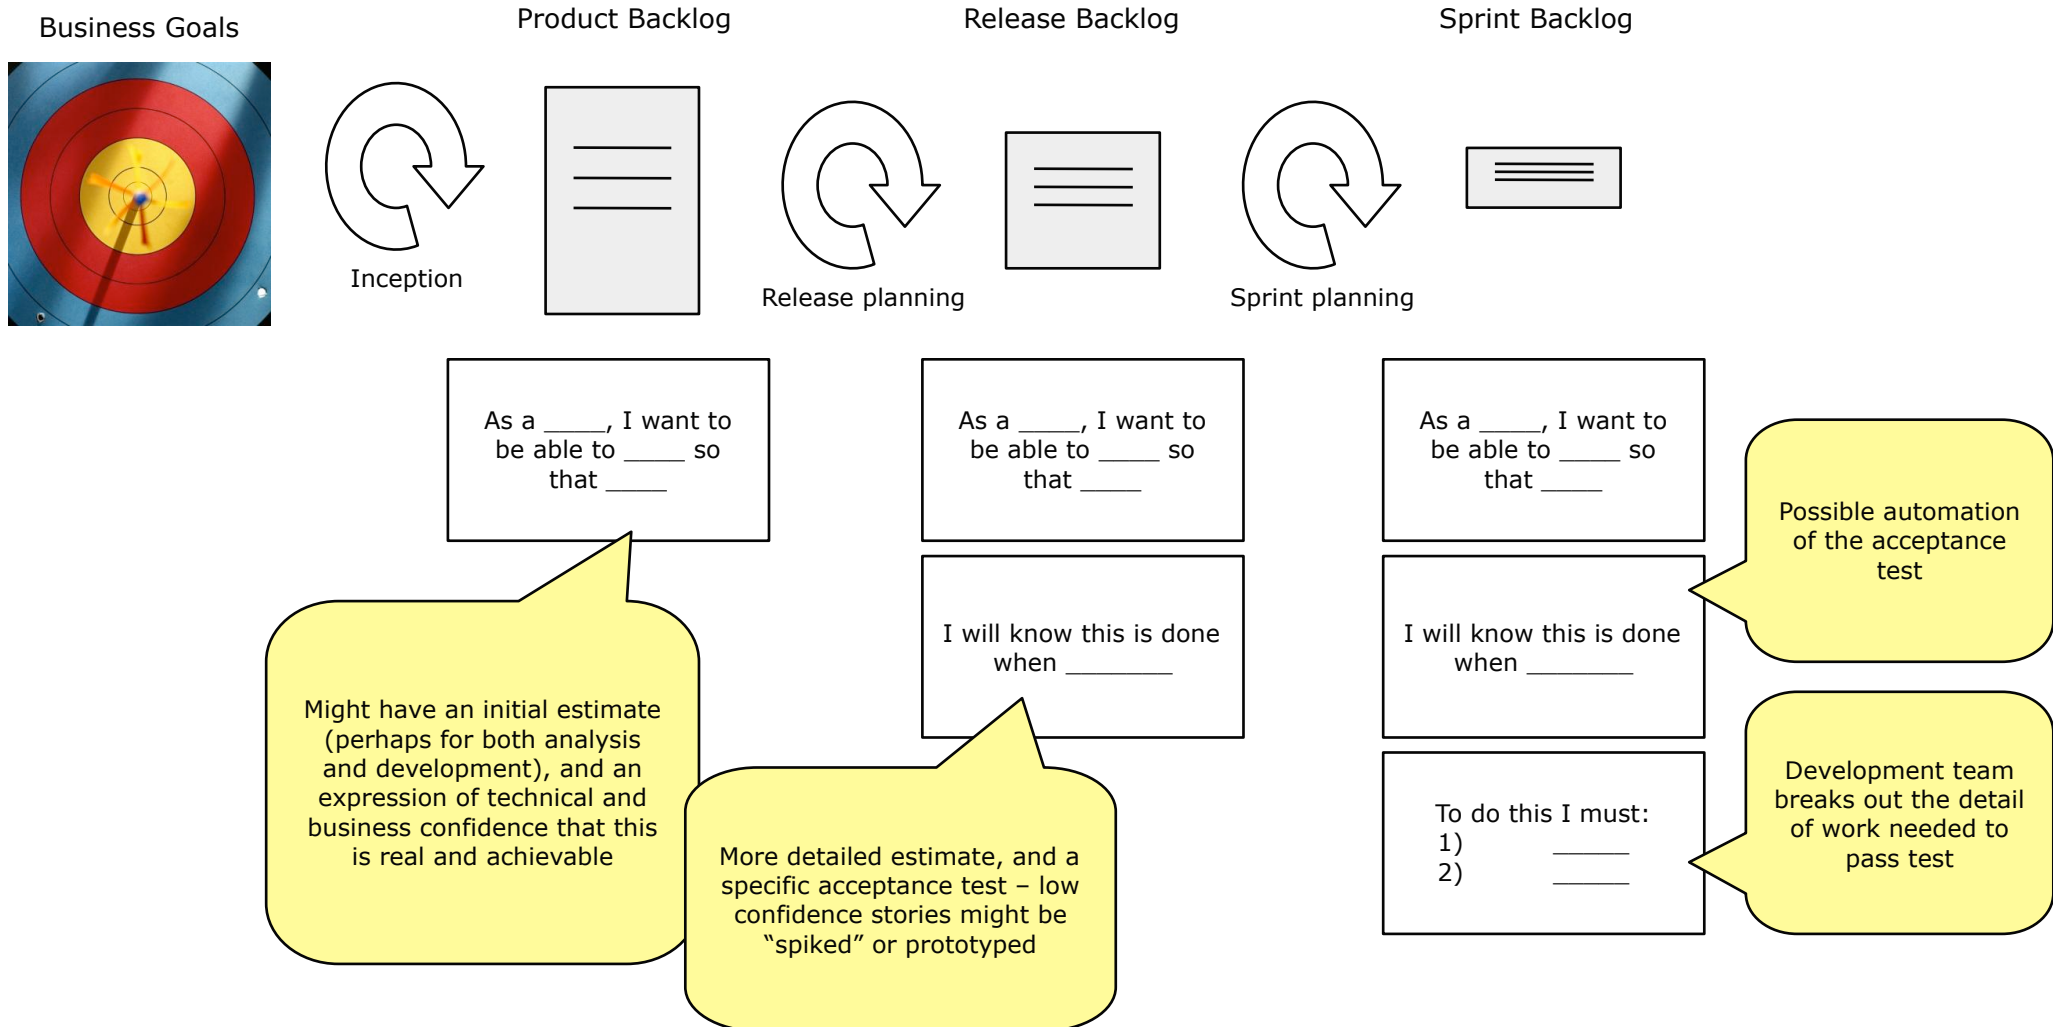 Business Goals
Product Backlog
Release Backlog
Sprint Backlog
Inception
Release planning
Sprint planning
As a _____, I want to
be able to _____ so
that _____
As a _____, I want to
be able to _____ so
that _____
As a _____, I want to
be able to _____ so
that _____
Possible automation
of the acceptance
test
I will know this is done
when ________
I will know this is done
when ________
Might have an initial estimate
(perhaps for both analysis
and development), and an
expression of technical and
business confidence that this
is real and achievable
More detailed estimate, and a
specific acceptance test – low
confidence stories might be
“spiked” or prototyped
To do this I must:
1) ______
2) ______
Development team
breaks out the detail
of work needed to
pass test